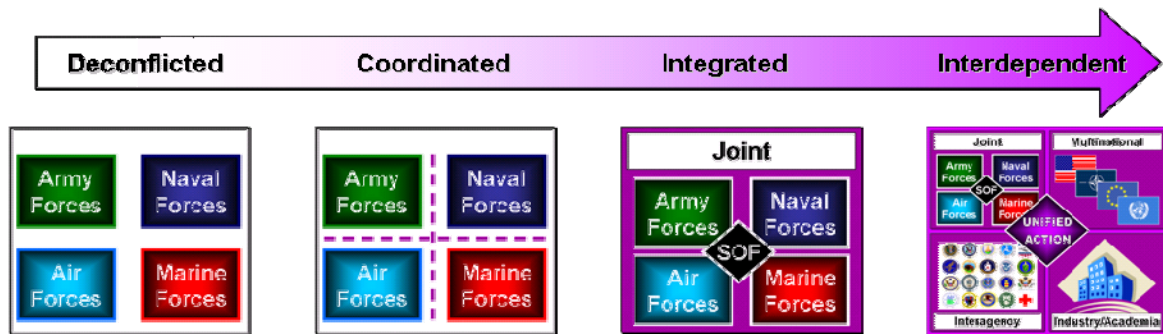 Deconflicted Coordinated Integrated Interdependent
Army
Forces
Naval
Forces
Air
Forces
Marine
Forces
Army
Forces
Naval
Forces
Air
Forces
Marine
Forces
Joint
Army
Forces
Naval
Forces
SOF
Air
Forces
Marine
Forces
Joint
Multinational
Army
Forces
Naval
Forces
SOF
Air
Forces
Marine
Forces
UNIFIED
ACTION
Interagency
Industry/Academia